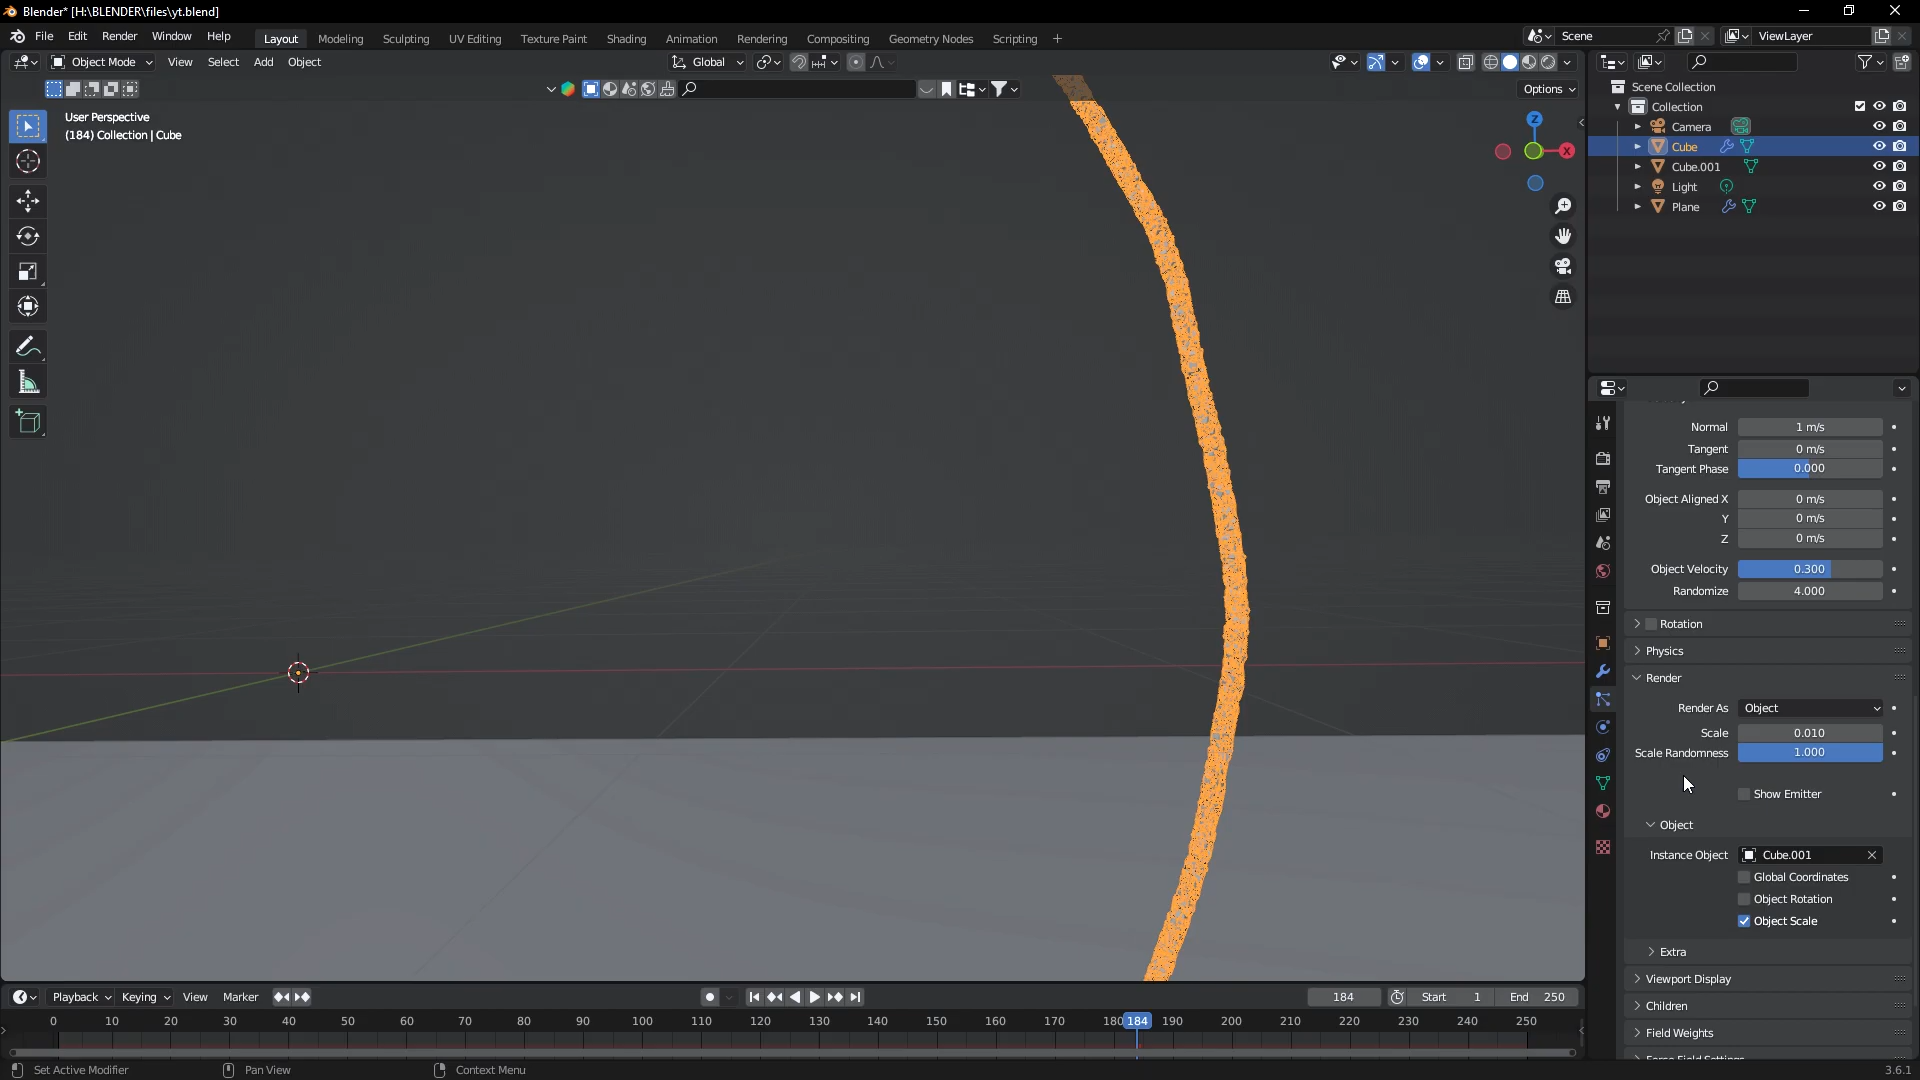 Blender* [H:\BLENDER\files\yt.blend]
File Edit Render Window Help Layout Modeling Sculpting UV Editing Texture Paint Shading Animation Rendering Compositing Geometry Nodes Scripting + Scene ViewLayer
Object Mode View Select Add Object Global
Options
User Perspective
(184) Collection | Cube
Z
X
Scene Collection
Collection
Camera
Cube
Cube.001
Light
Plane
Normal 1 m/s
Tangent 0 m/s
Tangent Phase 0.000
Object Aligned X 0 m/s
Y 0 m/s
Z 0 m/s
Object Velocity 0.300
Randomize 4.000
Rotation
Physics
Render
Render As Object
Scale 0.010
Scale Randomness 1.000
Show Emitter
Object
Instance Object Cube.001
Global Coordinates
Object Rotation
Object Scale
Extra
Viewport Display
Children
Field Weights
Playback Keying View Marker 184 Start 1 End 250
0 10 20 30 40 50 60 70 80 90 100 110 120 130 140 150 160 170 180 184 190 200 210 220 230 240 250
Set Active Modifier Pan View Context Menu 3.6.1